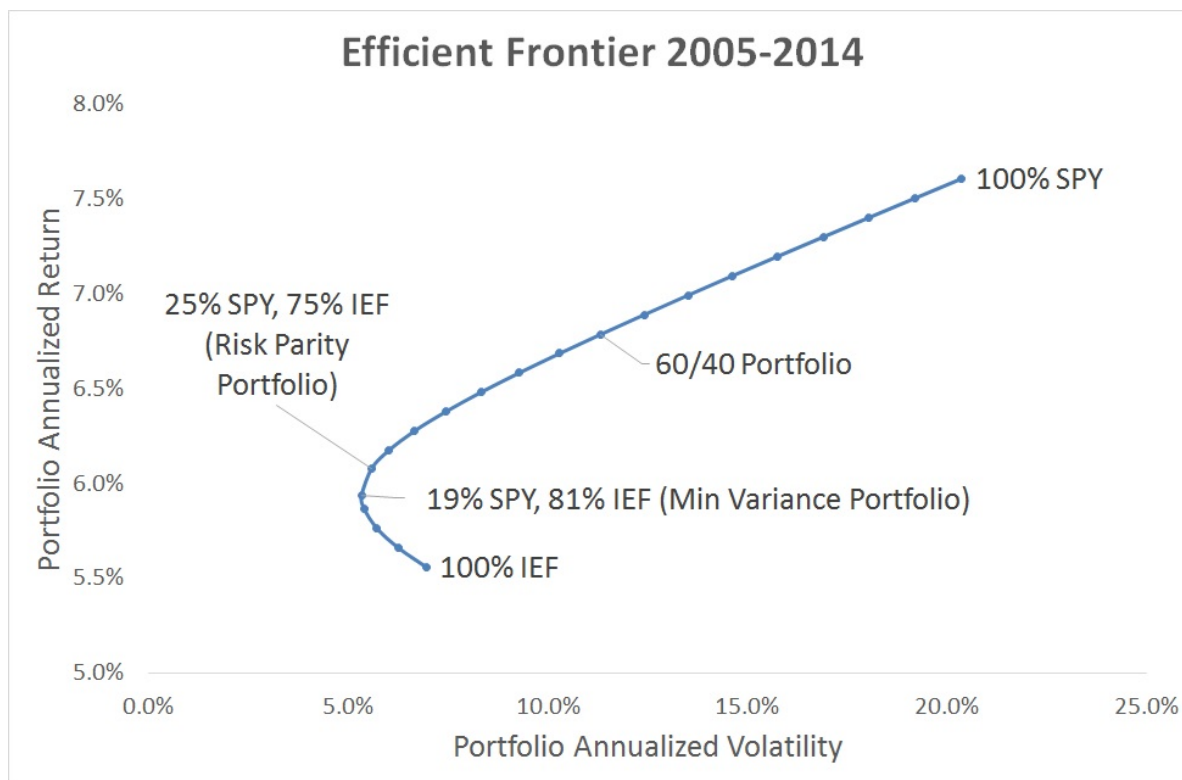 Efficient Frontier 2005-2014
8.0%
7.5%
7.0%
6.5%
6.0%
5.5%
5.0%
Portfolio Annualized Return
100% SPY
25% SPY, 75% IEF
(Risk Parity
Portfolio)
60/40 Portfolio
19% SPY, 81% IEF (Min Variance Portfolio)
100% IEF
0.0%
5.0%
10.0%
15.0%
20.0%
25.0%
Portfolio Annualized Volatility